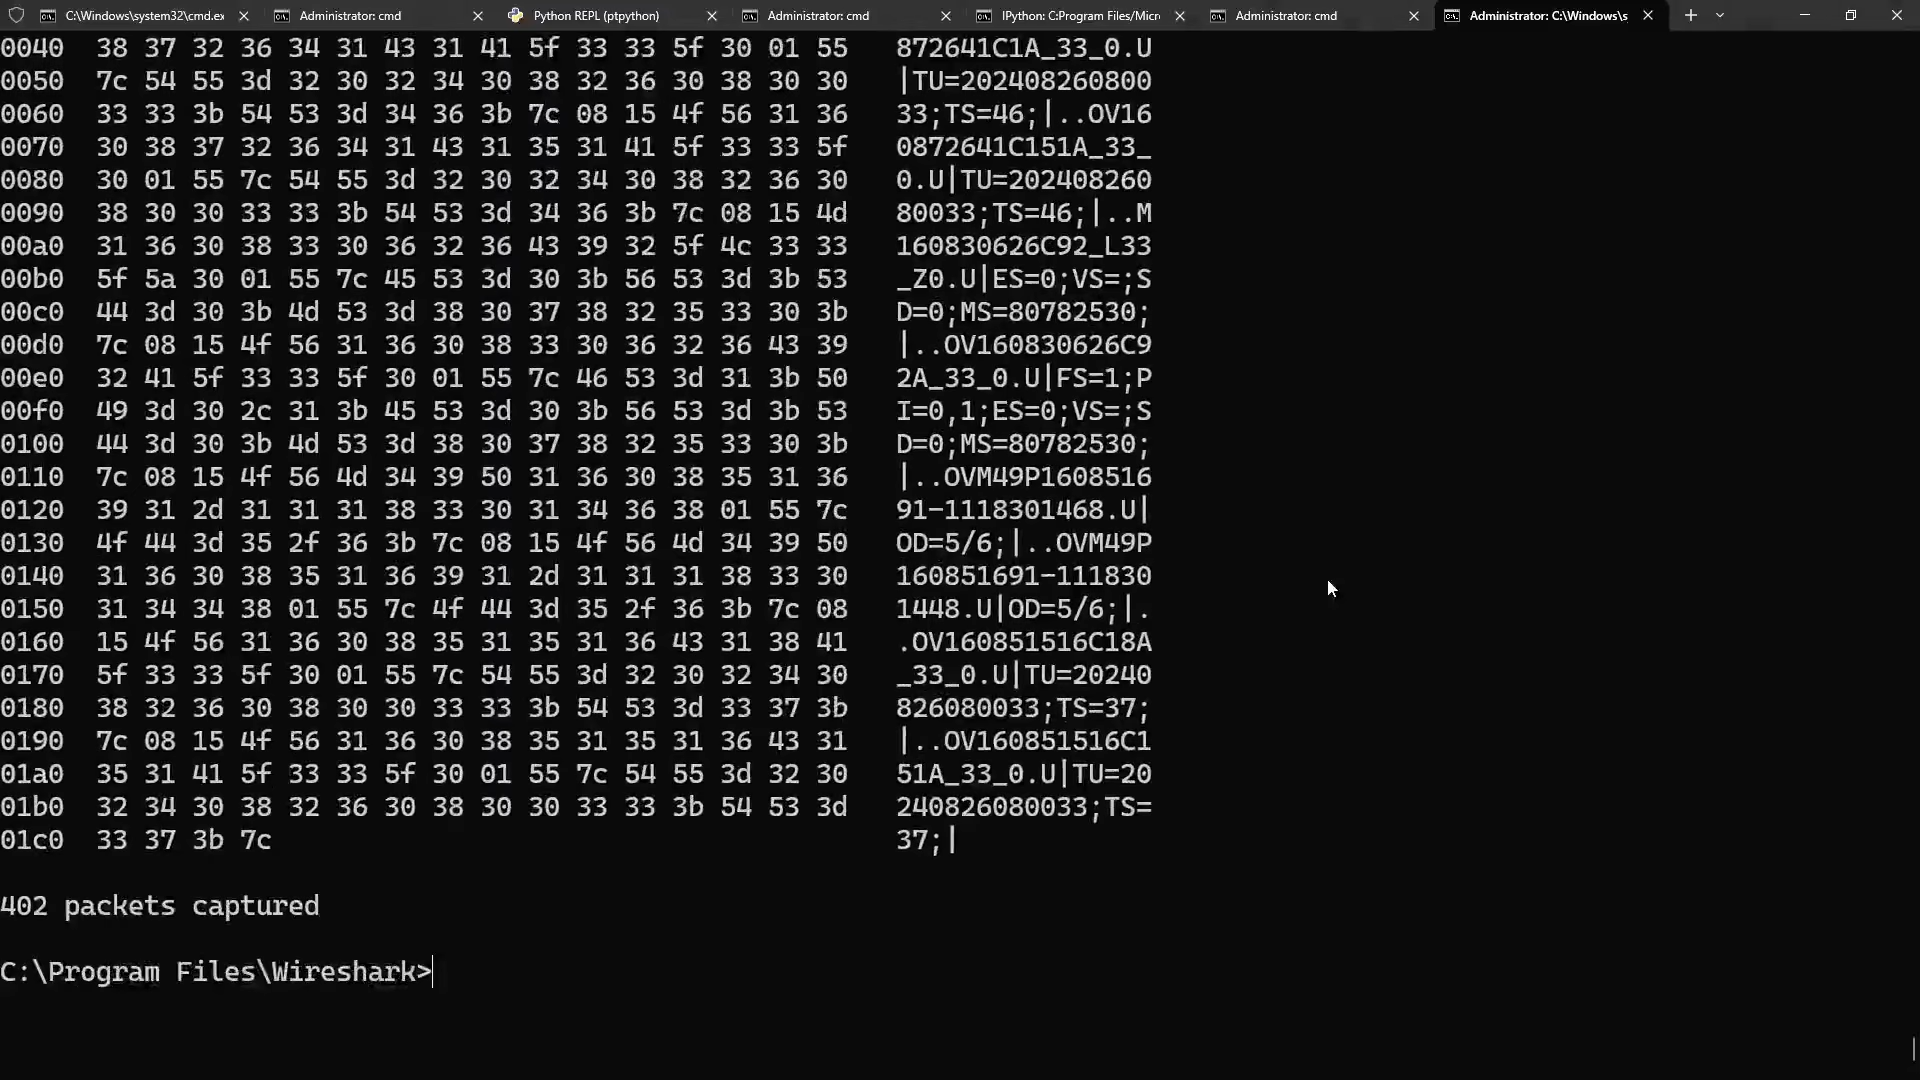 C:\Windows\system32\cmd.ex
Administrator: cmd
Python REPL (ptpython)
Administrator: cmd
IPython: C:Program Files/Micr
Administrator: cmd
Administrator: C:\Windows\s
0040 38 37 32 36 34 31 43 31 41 5f 33 33 5f 30 01 55 872641C1A_33_0.U
0050 7c 54 55 3d 32 30 32 34 30 38 32 36 30 38 30 30 |TU=202408260800
0060 33 33 3b 54 53 3d 34 36 3b 7c 08 15 4f 56 31 36 33;TS=46;|..OV16
0070 30 38 37 32 36 34 31 43 31 35 31 41 5f 33 33 5f 0872641C151A_33_
0080 30 01 55 7c 54 55 3d 32 30 32 34 30 38 32 36 30 0.U|TU=202408260
0090 38 30 30 33 33 3b 54 53 3d 34 36 3b 7c 08 15 4d 80033;TS=46;|..M
00a0 31 36 30 38 33 30 36 32 36 43 39 32 5f 4c 33 33 160830626C92_L33
00b0 5f 5a 30 01 55 7c 45 53 3d 30 3b 56 53 3d 3b 53 _Z0.U|ES=0;VS=;S
00c0 44 3d 30 3b 4d 53 3d 38 30 37 38 32 35 33 30 3b D=0;MS=80782530;
00d0 7c 08 15 4f 56 31 36 30 38 33 30 36 32 36 43 39 |..OV160830626C9
00e0 32 41 5f 33 33 5f 30 01 55 7c 46 53 3d 31 3b 50 2A_33_0.U|FS=1;P
00f0 49 3d 30 2c 31 3b 45 53 3d 30 3b 56 53 3d 3b 53 I=0,1;ES=0;VS=;S
0100 44 3d 30 3b 4d 53 3d 38 30 37 38 32 35 33 30 3b D=0;MS=80782530;
0110 7c 08 15 4f 56 4d 34 39 50 31 36 30 38 35 31 36 |..OVM49P1608516
0120 39 31 2d 31 31 31 38 33 30 31 34 36 38 01 55 7c 91-1118301468.U|
0130 4f 44 3d 35 2f 36 3b 7c 08 15 4f 56 4d 34 39 50 OD=5/6;|..OVM49P
0140 31 36 30 38 35 31 36 39 31 2d 31 31 31 38 33 30 160851691-111830
0150 31 34 34 38 01 55 7c 4f 44 3d 35 2f 36 3b 7c 08 1448.U|OD=5/6;|.
0160 15 4f 56 31 36 30 38 35 31 35 31 36 43 31 38 41 .OV160851516C18A
0170 5f 33 33 5f 30 01 55 7c 54 55 3d 32 30 32 34 30 _33_0.U|TU=20240
0180 38 32 36 30 38 30 30 33 33 3b 54 53 3d 33 37 3b 826080033;TS=37;
0190 7c 08 15 4f 56 31 36 30 38 35 31 35 31 36 43 31 |..OV160851516C1
01a0 35 31 41 5f 33 33 5f 30 01 55 7c 54 55 3d 32 30 51A_33_0.U|TU=20
01b0 32 34 30 38 32 36 30 38 30 30 33 33 3b 54 53 3d 240826080033;TS=
01c0 33 37 3b 7c 37;|
402 packets captured
C:\Program Files\Wireshark>